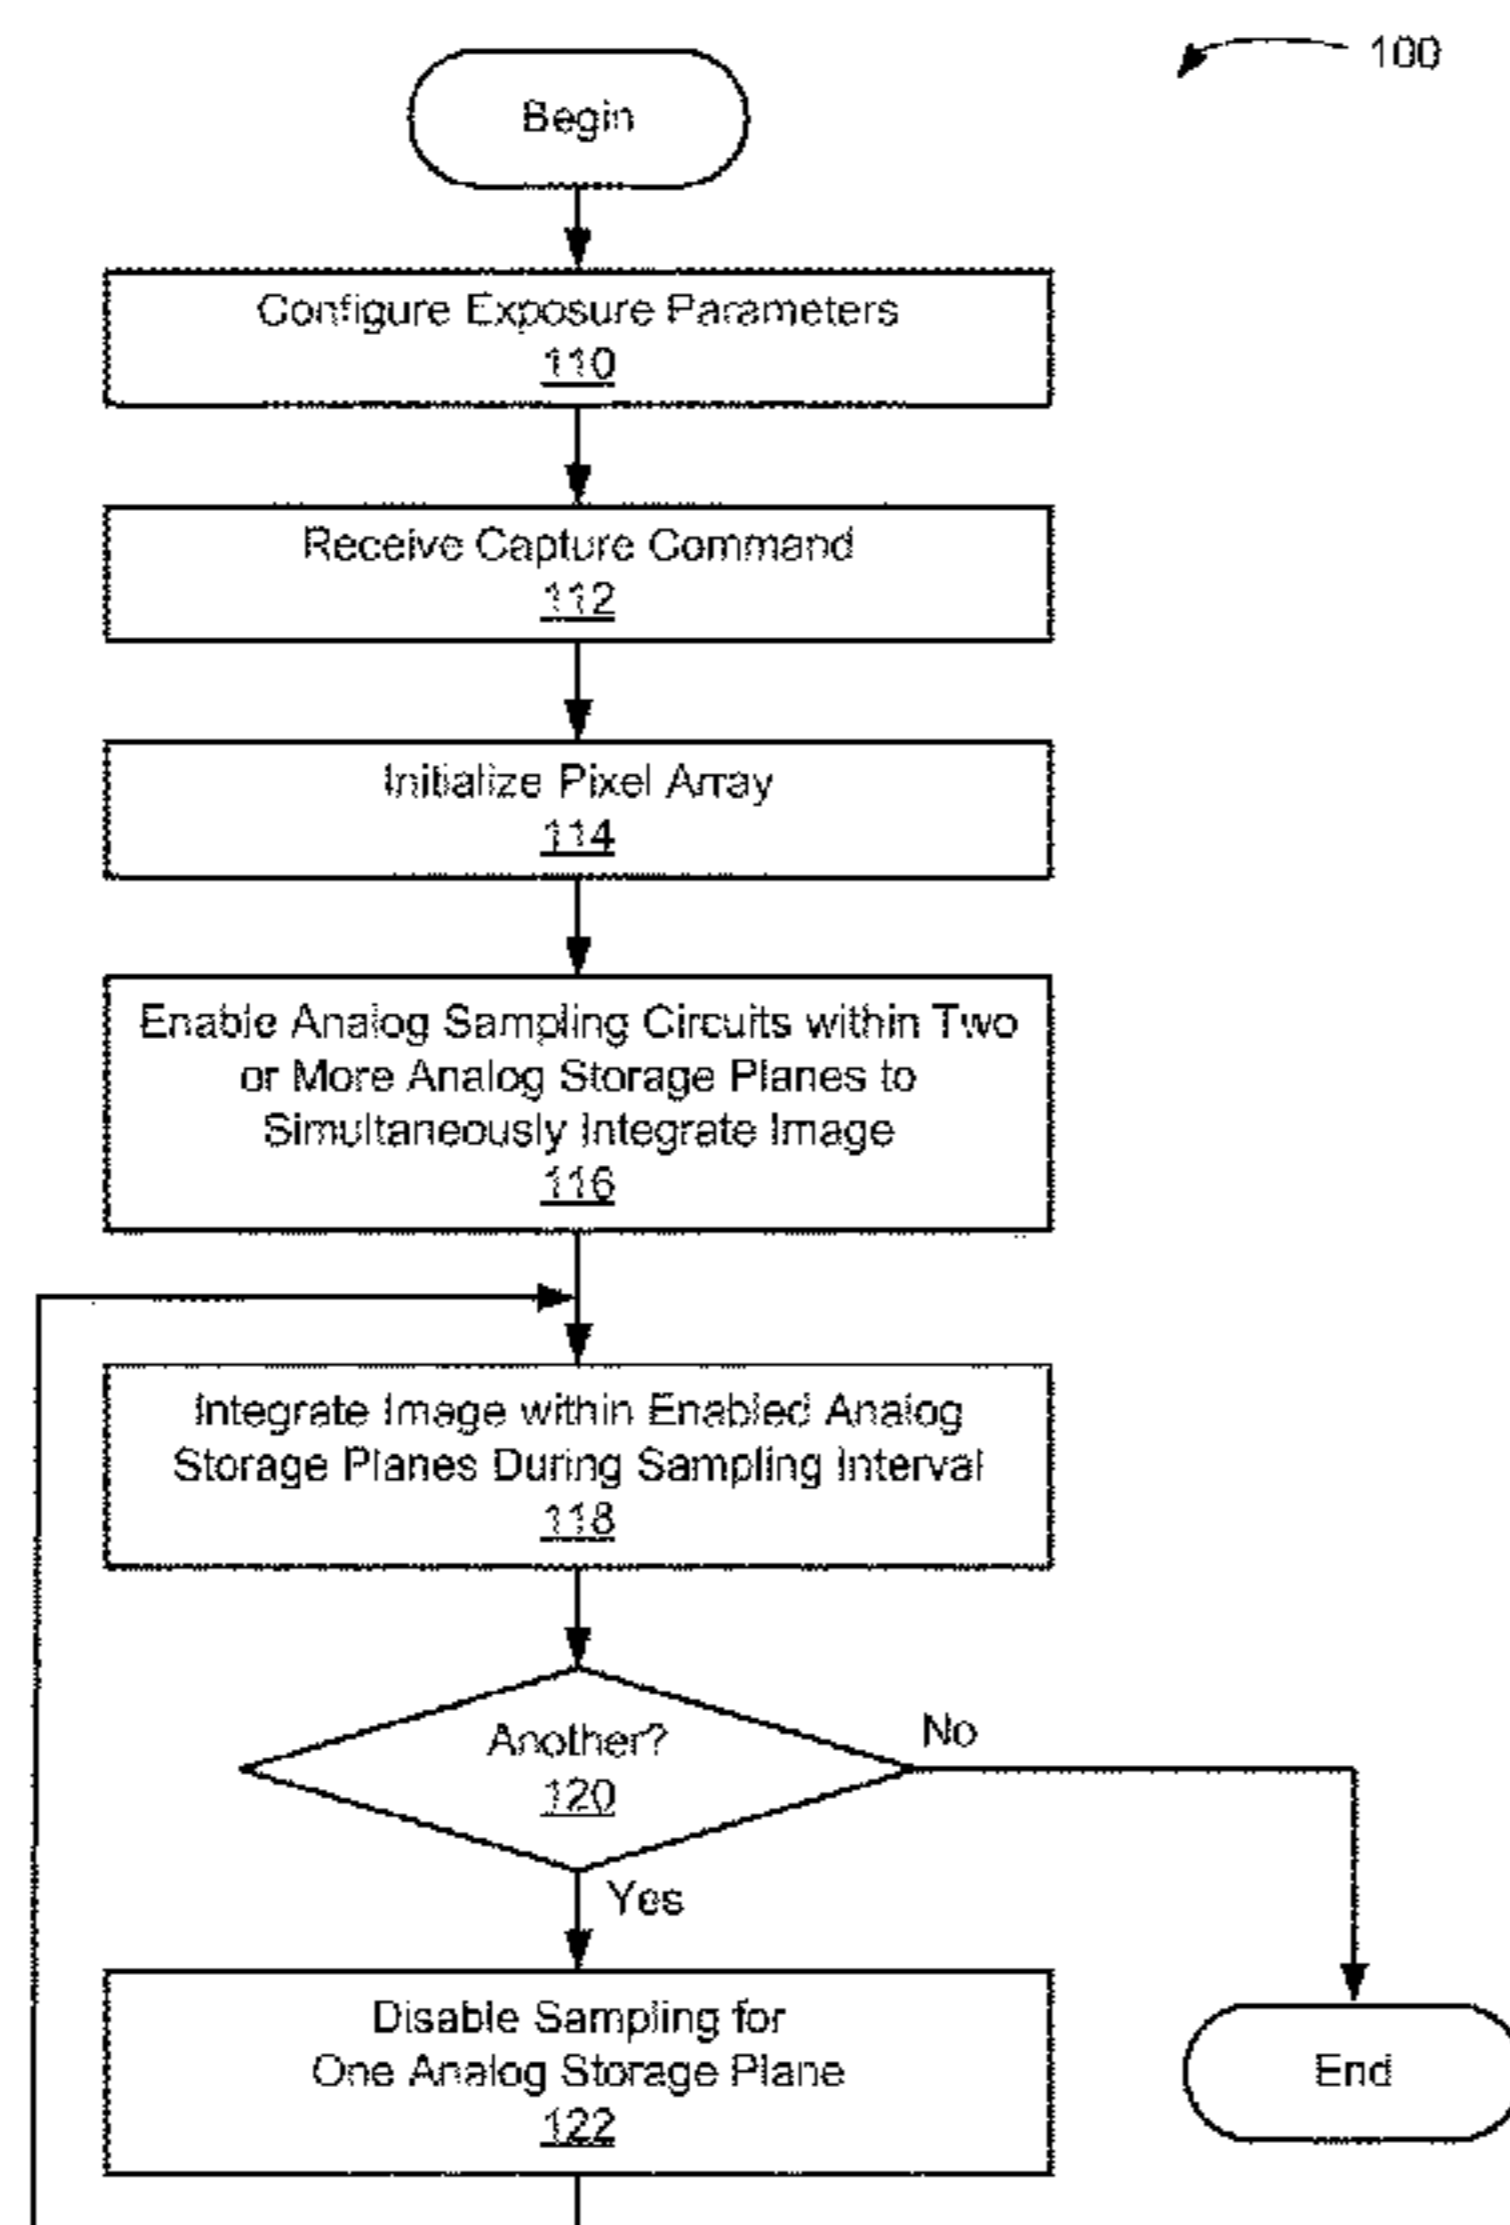 100
Begin
Configure Exposure Parameters
110
Receive Capture Command
112
Initialize Pixel Array
114
Enable Analog Sampling Circuits within Two
or More Analog Storage Planes to
Simultaneously Integrate Image
116
Integrate Image within Enabled Analog
Storage Planes During Sampling Interval
118
Another?
120
No
Yes
Disable Sampling for
One Analog Storage Plane
122
End